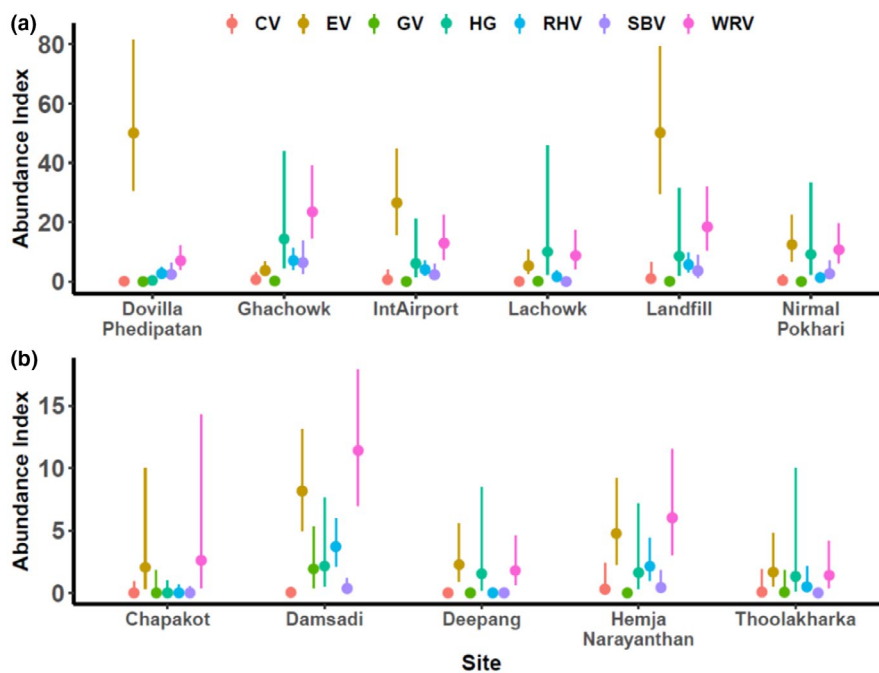 (a)
CV EV GV HG RHV SBV WRV
Abundance Index
80
60
40
20
0
Dovilla Phedipatan
Ghachowk
IntAirport
Lachowk
Landfill
Nirmal Pokhari
(b)
Abundance Index
15
10
5
0
Chapakot
Damsadi
Deepang
Hemja Narayanthan
Thoolakharka
Site